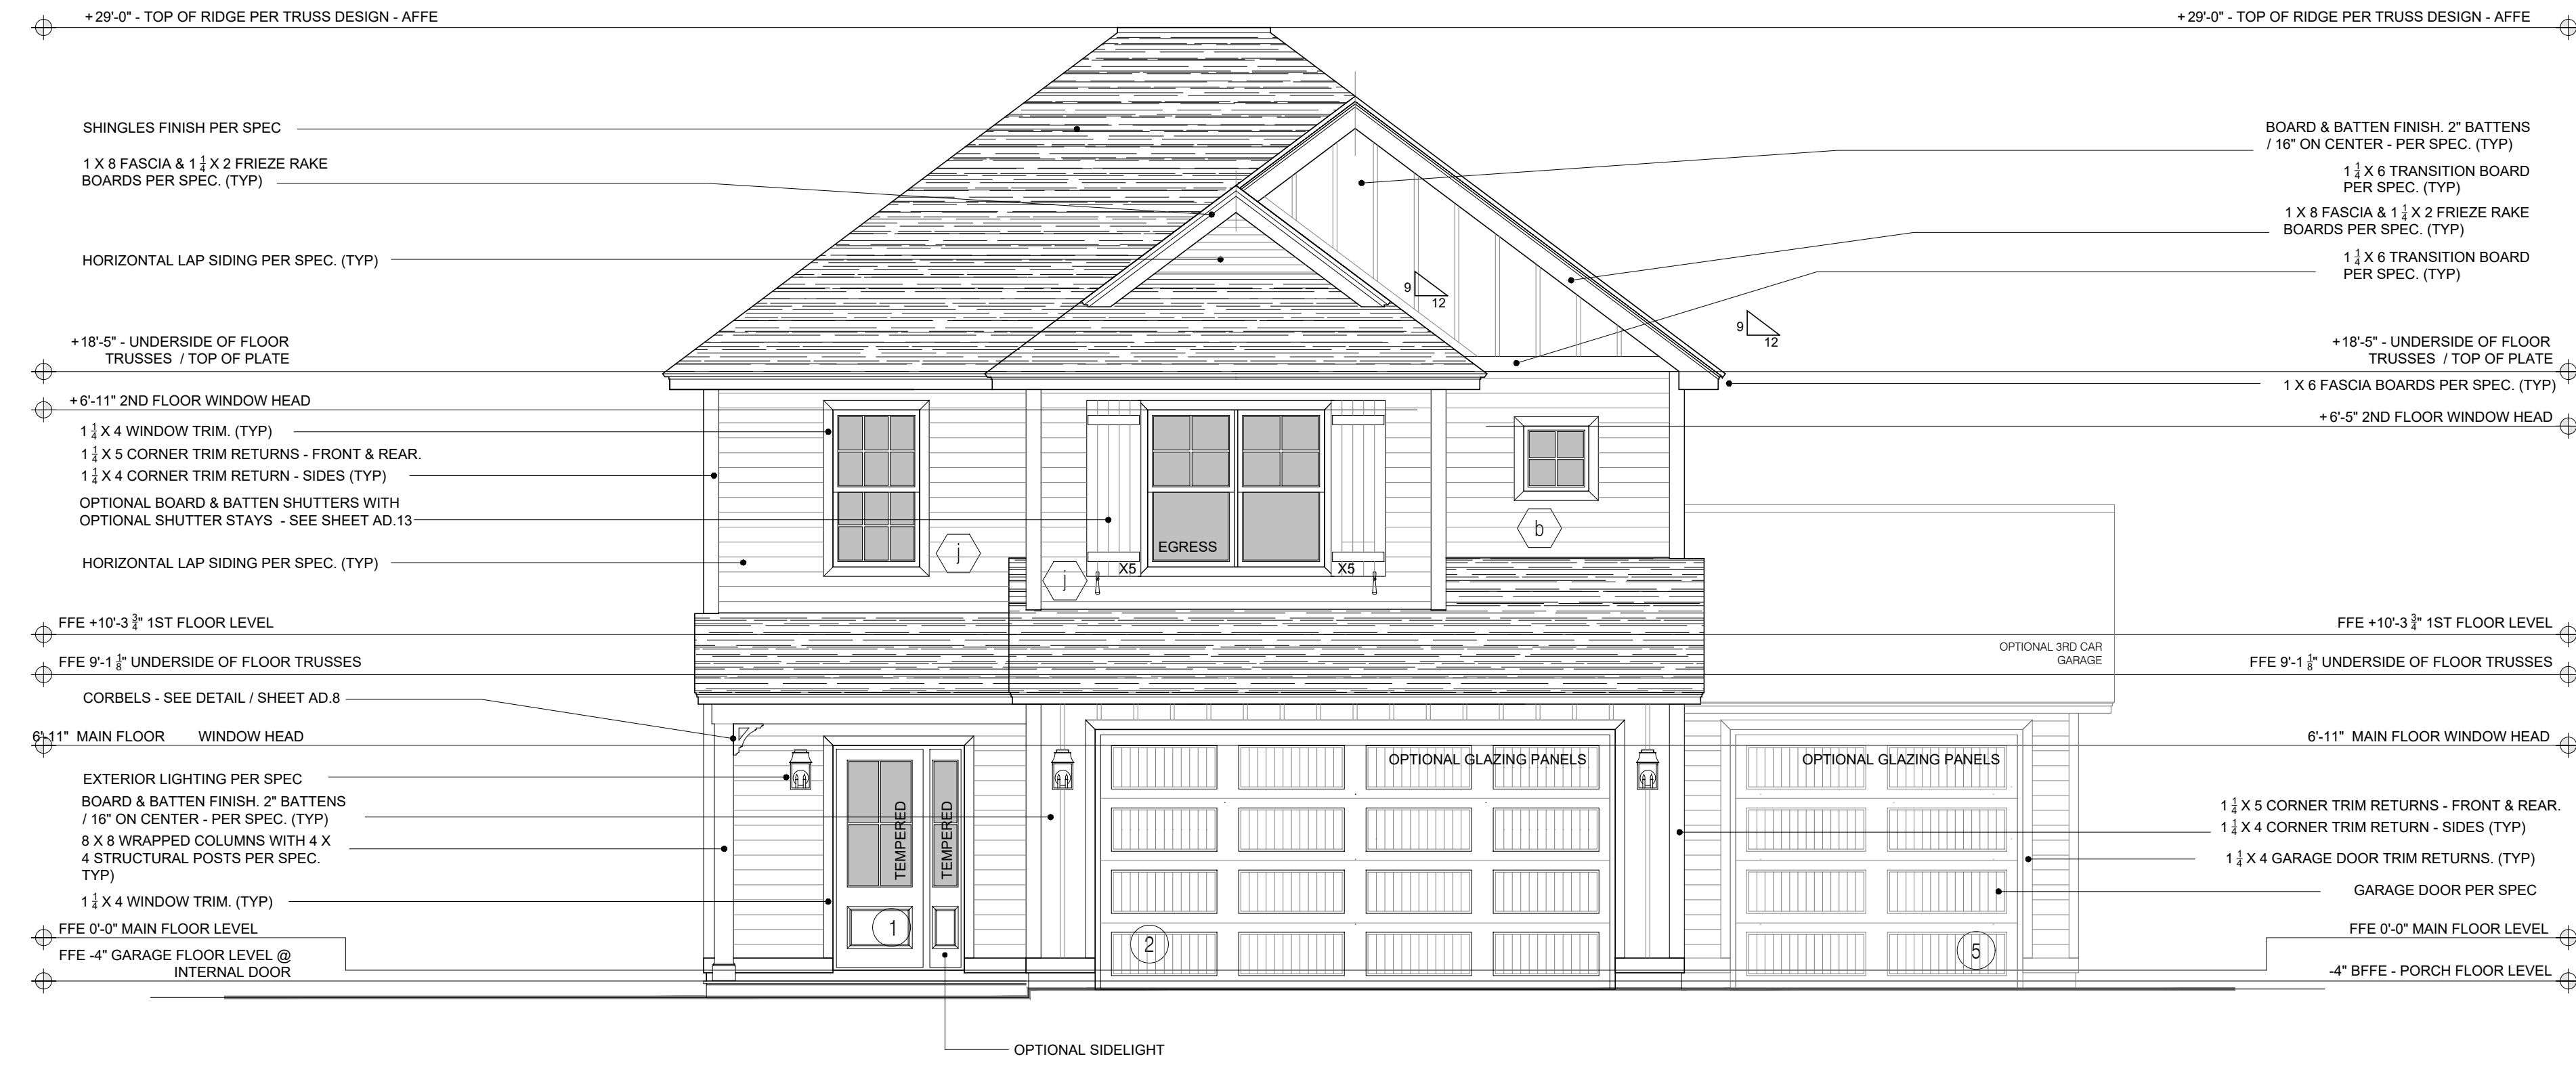 +29'-0" - TOP OF RIDGE PER TRUSS DESIGN - AFFE
+29'-0" - TOP OF RIDGE PER TRUSS DESIGN - AFFE
SHINGLES FINISH PER SPEC
1 X 8 FASCIA & 1 1/4 X 2 FRIEZE RAKE
BOARDS PER SPEC. (TYP)
HORIZONTAL LAP SIDING PER SPEC. (TYP)
+18'-5" - UNDERSIDE OF FLOOR
TRUSSES / TOP OF PLATE
+6'-11" 2ND FLOOR WINDOW HEAD
1 1/4 X 4 WINDOW TRIM. (TYP)
1 1/4 X 5 CORNER TRIM RETURNS - FRONT & REAR.
1 1/4 X 4 CORNER TRIM RETURN - SIDES (TYP)
OPTIONAL BOARD & BATTEN SHUTTERS WITH
OPTIONAL SHUTTER STAYS - SEE SHEET AD.13
HORIZONTAL LAP SIDING PER SPEC. (TYP)
FFE +10'-3 3/4" 1ST FLOOR LEVEL
FFE 9'-1 1/8" UNDERSIDE OF FLOOR TRUSSES
CORBELS - SEE DETAIL / SHEET AD.8
6'-11" MAIN FLOOR WINDOW HEAD
EXTERIOR LIGHTING PER SPEC
BOARD & BATTEN FINISH. 2" BATTENS
/ 16" ON CENTER - PER SPEC. (TYP)
8 X 8 WRAPPED COLUMNS WITH 4 X
4 STRUCTURAL POSTS PER SPEC.
TYP)
1 1/4 X 4 WINDOW TRIM. (TYP)
FFE 0'-0" MAIN FLOOR LEVEL
FFE -4" GARAGE FLOOR LEVEL @
INTERNAL DOOR
9
12
9
12
EGRESS
X5
X5
j
j
b
OPTIONAL 3RD CAR
GARAGE
OPTIONAL GLAZING PANELS
OPTIONAL GLAZING PANELS
TEMPERED
TEMPERED
1
2
5
OPTIONAL SIDELIGHT
BOARD & BATTEN FINISH. 2" BATTENS
/ 16" ON CENTER - PER SPEC. (TYP)
1 1/4 X 6 TRANSITION BOARD
PER SPEC. (TYP)
1 X 8 FASCIA & 1 1/4 X 2 FRIEZE RAKE
BOARDS PER SPEC. (TYP)
1 1/4 X 6 TRANSITION BOARD
PER SPEC. (TYP)
+18'-5" - UNDERSIDE OF FLOOR
TRUSSES / TOP OF PLATE
1 X 6 FASCIA BOARDS PER SPEC. (TYP)
+6'-5" 2ND FLOOR WINDOW HEAD
FFE +10'-3 3/4" 1ST FLOOR LEVEL
FFE 9'-1 1/8" UNDERSIDE OF FLOOR TRUSSES
6'-11" MAIN FLOOR WINDOW HEAD
1 1/4 X 5 CORNER TRIM RETURNS - FRONT & REAR.
1 1/4 X 4 CORNER TRIM RETURN - SIDES (TYP)
1 1/4 X 4 GARAGE DOOR TRIM RETURNS. (TYP)
GARAGE DOOR PER SPEC
FFE 0'-0" MAIN FLOOR LEVEL
-4" BFFE - PORCH FLOOR LEVEL